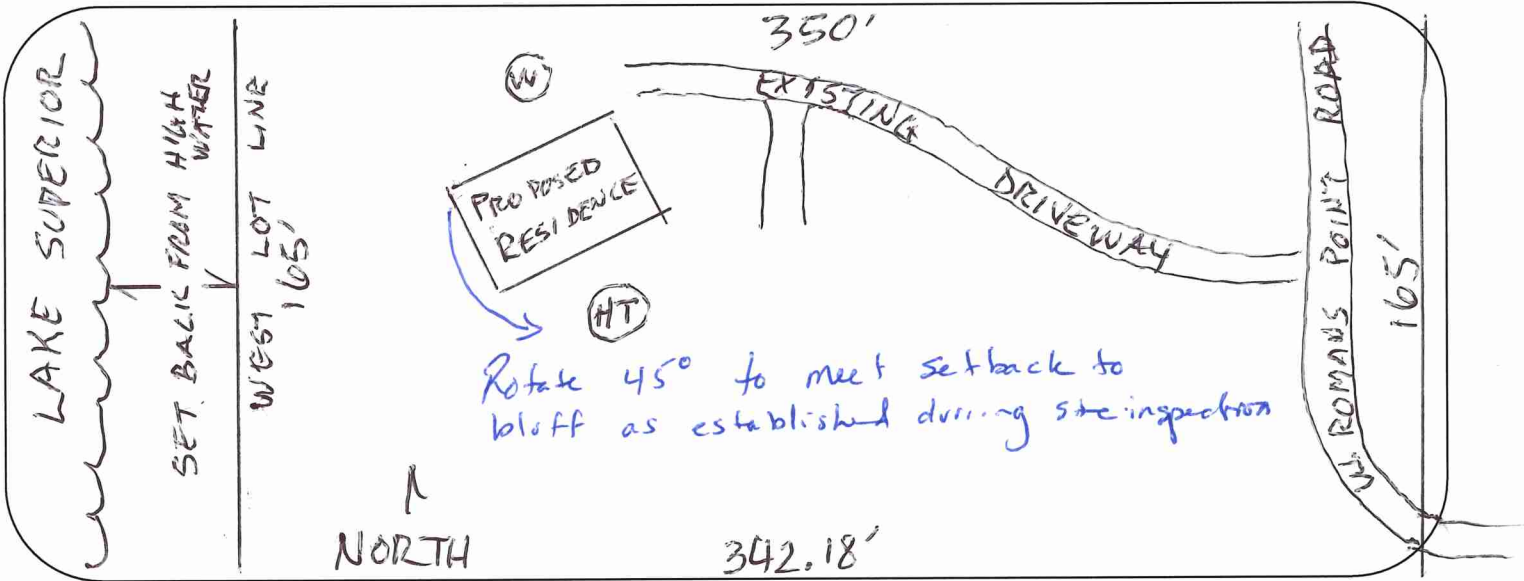 350'
LAKE SUPERIOR
SET BACK FROM HIGH
WATER
WEST LOT LINE
165'
W
EXISTING
DRIVEWAY
PROPOSED
RESIDENCE
HT
Rotate 45° to meet setback to
bluff as established during site inspection
W. ROMANS POINT ROAD
165'
NORTH
342.18'